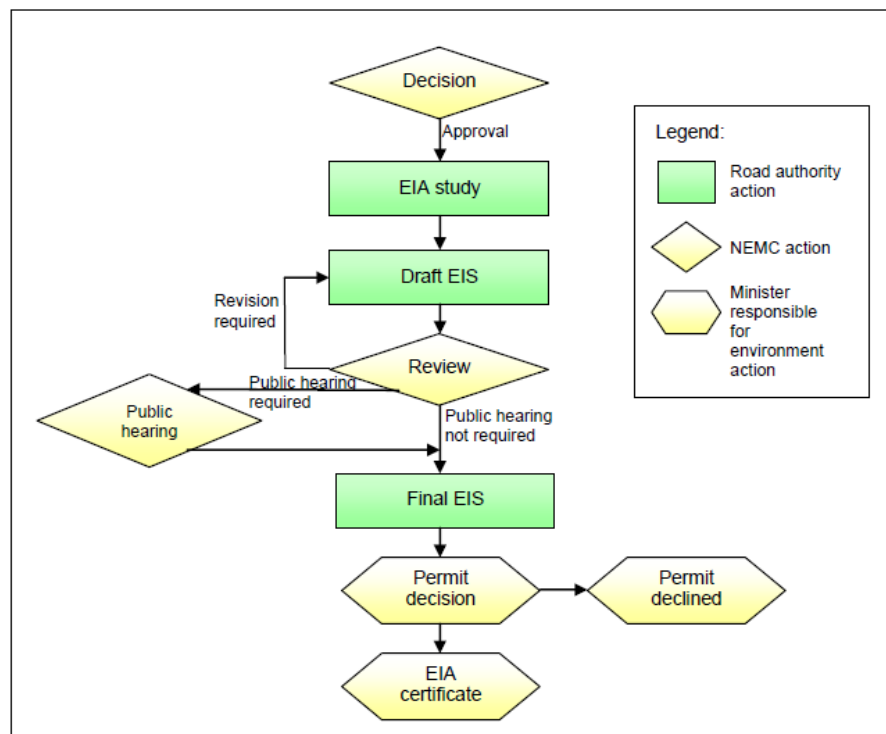 Decision
Approval
Legend:
EIA study
Road authority
action
NEMC action
Draft EIS
Revision
required
Minister
responsible
for
environment
action
Review
Public hearing
required
Public
hearing
Public hearing
not required
Final EIS
Permit
decision
Permit
declined
EIA
certificate